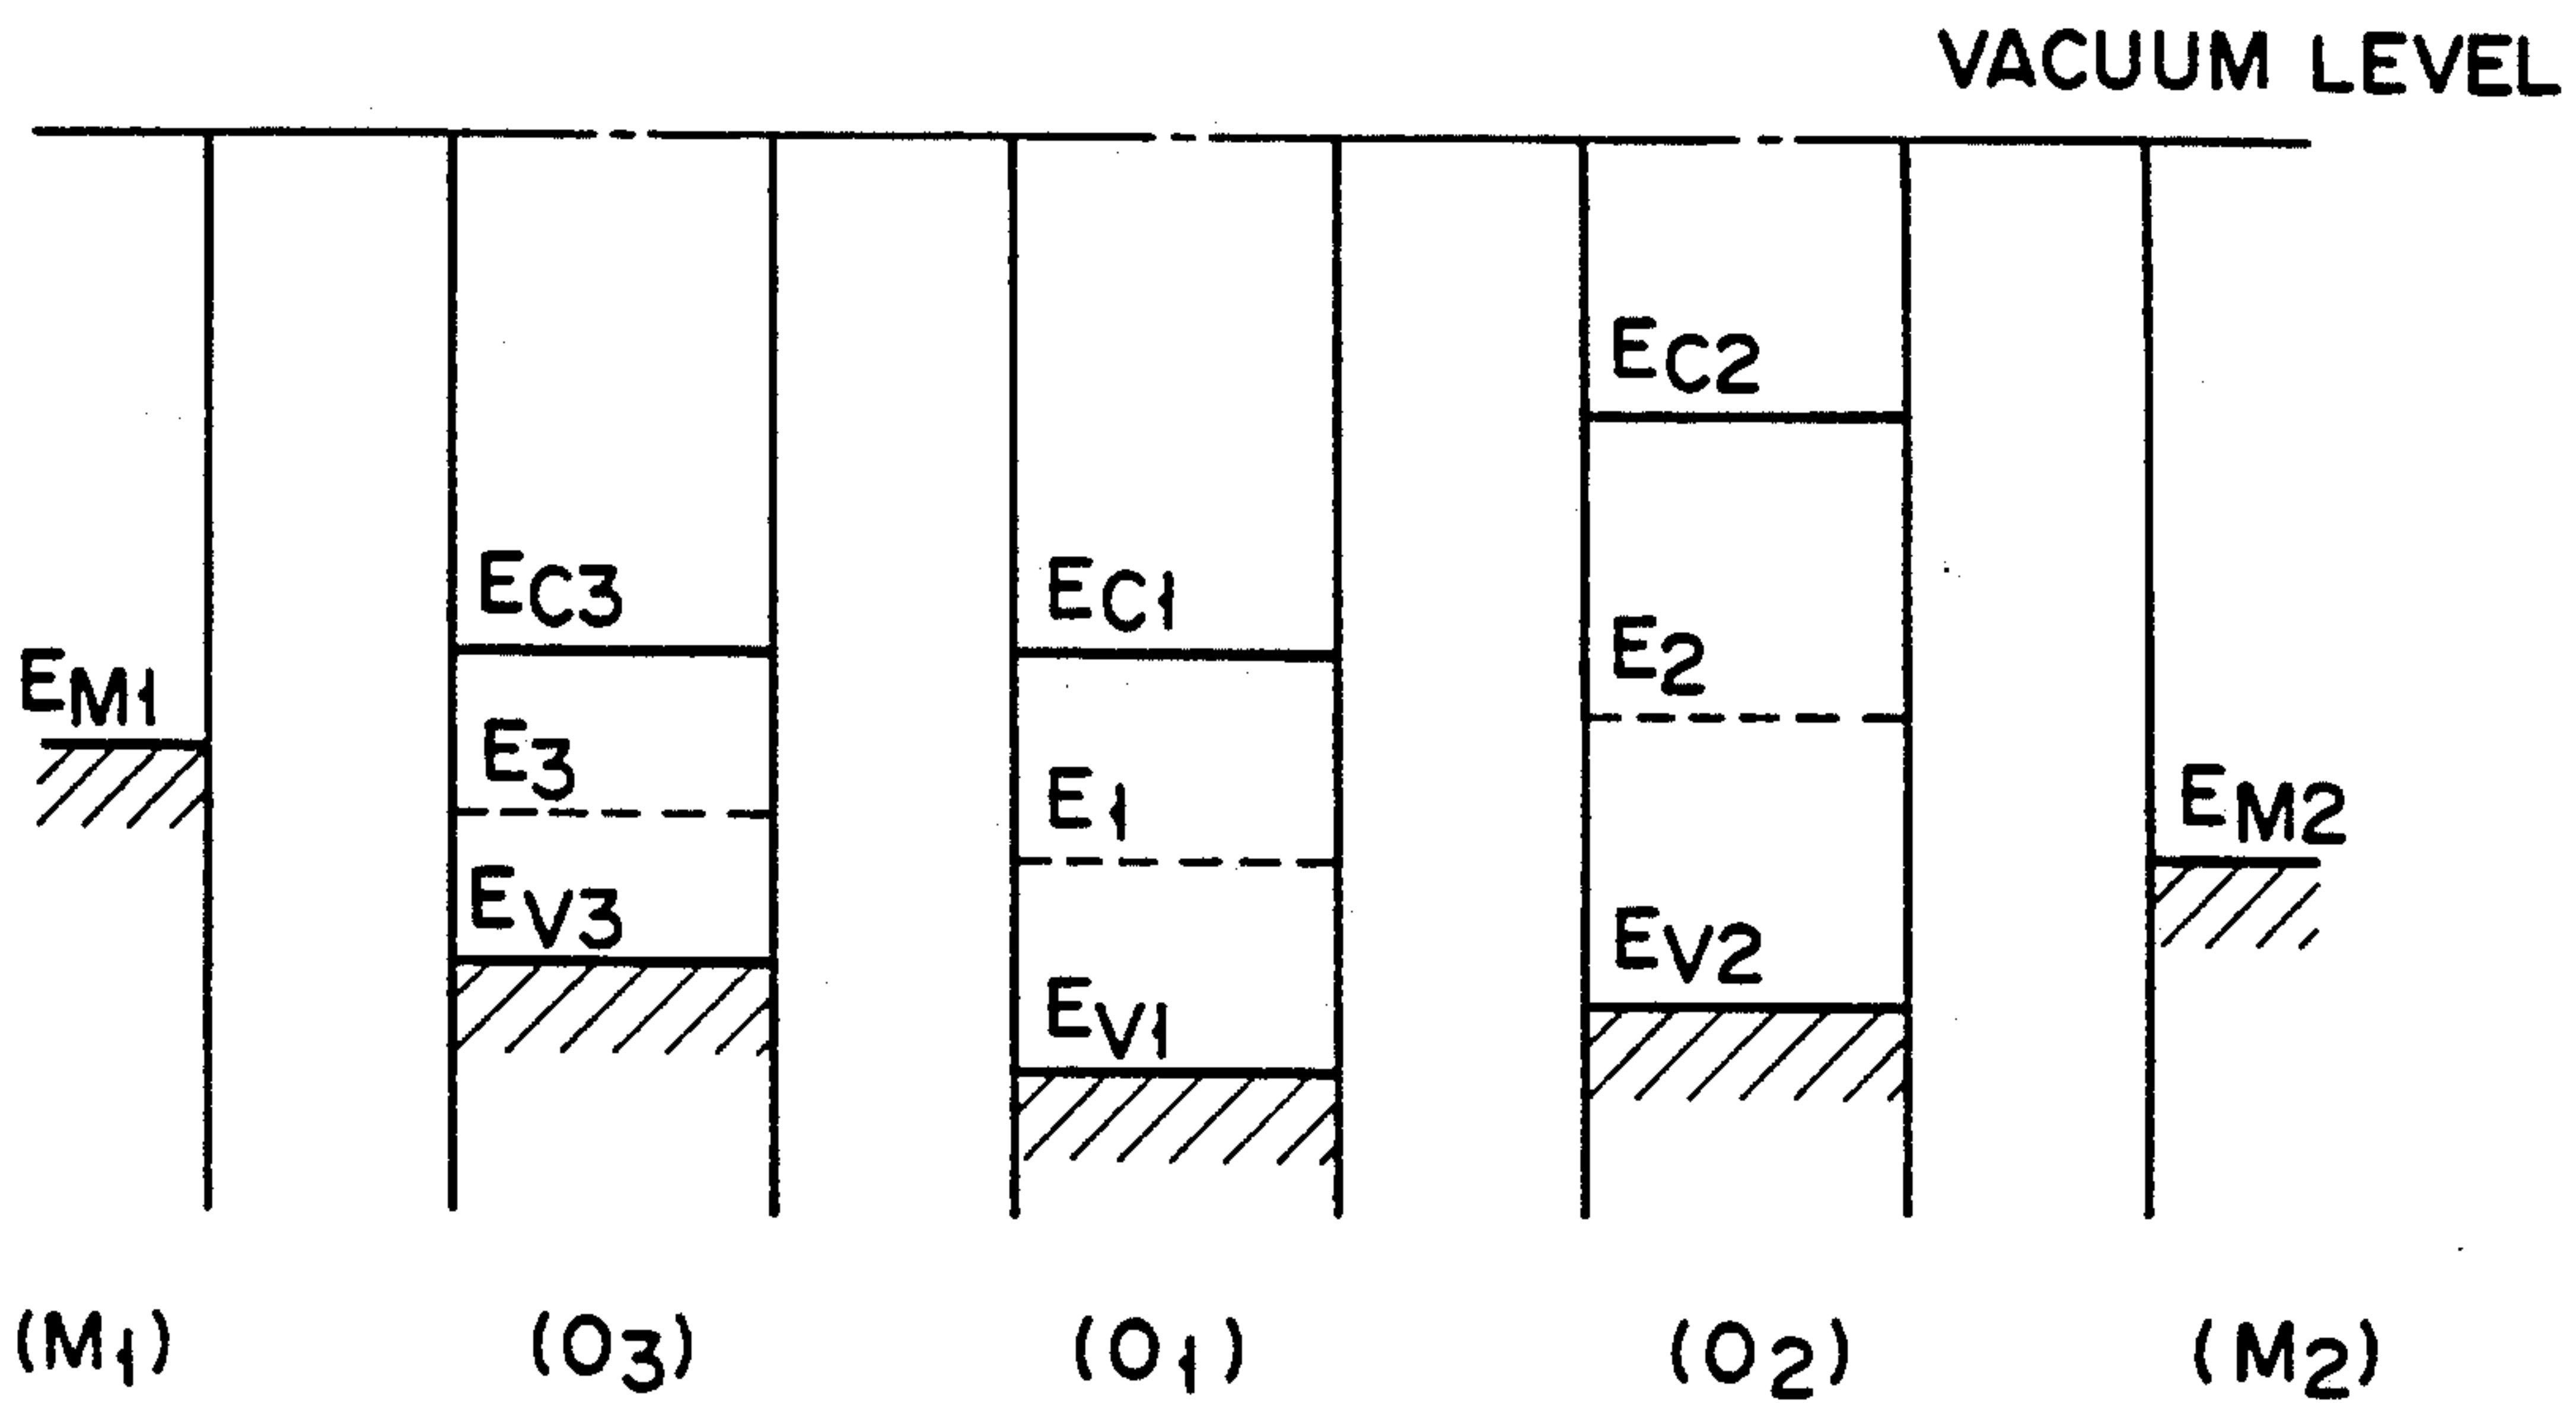 VACUUM LEVEL
EC2
EC3 EC1
E2
EM1
E3 E1 EM2
EV3 EV2
EV1
(M1) (O3) (O1) (O2) (M2)